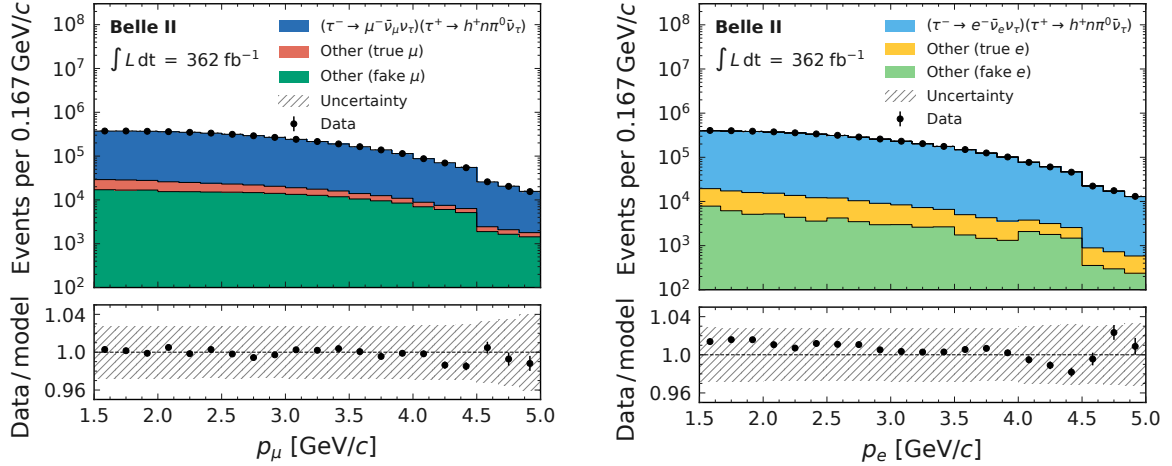 Belle II
∫ L dt = 362 fb⁻¹
(τ⁻ → μ⁻ν̄_μν_τ)(τ⁺ → h⁺nπ⁰ν̄_τ)
Other (true μ)
Other (fake μ)
Uncertainty
Data
Events per 0.167 GeV/c
10⁸
10⁷
10⁶
10⁵
10⁴
10³
10²
Data / model
1.04
1.00
0.96
1.5 2.0 2.5 3.0 3.5 4.0 4.5 5.0
p_μ [GeV/c]
Belle II
∫ L dt = 362 fb⁻¹
(τ⁻ → e⁻ν̄_eν_τ)(τ⁺ → h⁺nπ⁰ν̄_τ)
Other (true e)
Other (fake e)
Uncertainty
Data
Events per 0.167 GeV/c
10⁸
10⁷
10⁶
10⁵
10⁴
10³
10²
Data / model
1.04
1.00
0.96
1.5 2.0 2.5 3.0 3.5 4.0 4.5 5.0
p_e [GeV/c]